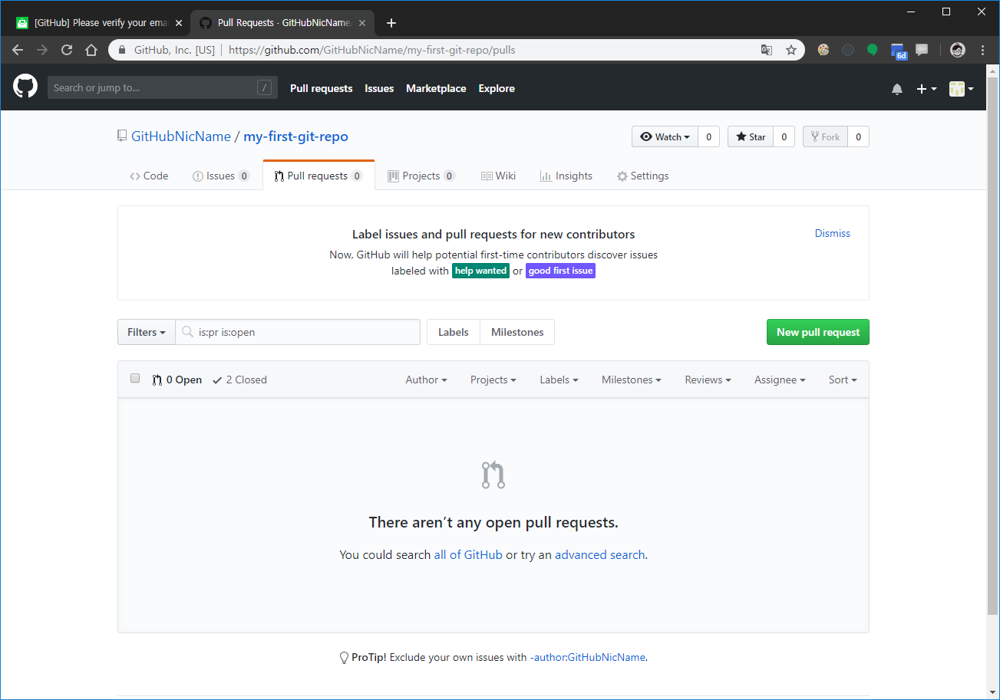 [GitHub] Please verify your ema
Pull Requests · GitHubNicName
GitHub, Inc. [US] https://github.com/GitHubNicName/my-first-git-repo/pulls
6d
Search or jump to... / Pull requests Issues Marketplace Explore
GitHubNicName / my-first-git-repo Watch 0 Star 0 Fork 0
Code Issues 0 Pull requests 0 Projects 0 Wiki Insights Settings
Label issues and pull requests for new contributors Dismiss
Now, GitHub will help potential first-time contributors discover issues
labeled with help wanted or good first issue
Filters is:pr is:open Labels Milestones New pull request
0 Open 2 Closed Author Projects Labels Milestones Reviews Assignee Sort
There aren’t any open pull requests.
You could search all of GitHub or try an advanced search.
ProTip! Exclude your own issues with -author:GitHubNicName.